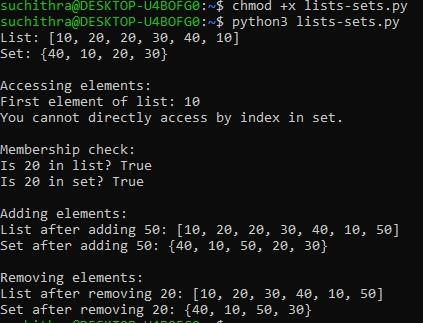 suchithra@DESKTOP-U4BOFG0:~$ chmod +x lists-sets.py
suchithra@DESKTOP-U4BOFG0:~$ python3 lists-sets.py
List: [10, 20, 20, 30, 40, 10]
Set: {40, 10, 20, 30}

Accessing elements:
First element of list: 10
You cannot directly access by index in set.

Membership check:
Is 20 in list? True
Is 20 in set? True

Adding elements:
List after adding 50: [10, 20, 20, 30, 40, 10, 50]
Set after adding 50: {40, 10, 50, 20, 30}

Removing elements:
List after removing 20: [10, 20, 30, 40, 10, 50]
Set after removing 20: {40, 10, 50, 30}